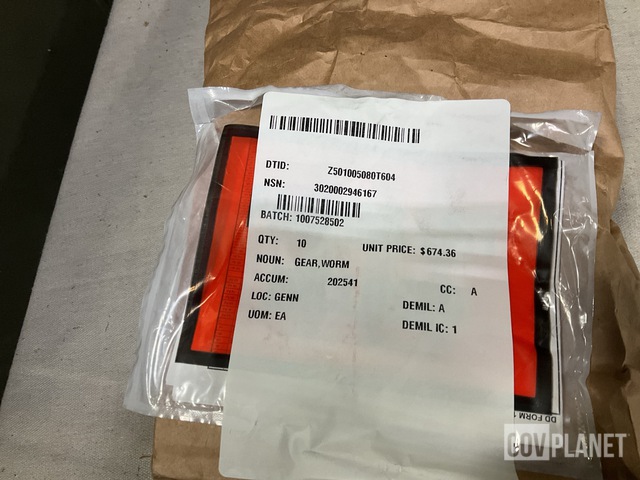 DTID: Z501005080T604
NSN: 3020002946167
BATCH: 1007528502
QTY: 10 UNIT PRICE: $674.36
NOUN: GEAR,WORM
ACCUM: 202541 CC: A
LOC: GENN DEMIL: A
UOM: EA DEMIL IC: 1
DD FORM 1
GOVPLANET